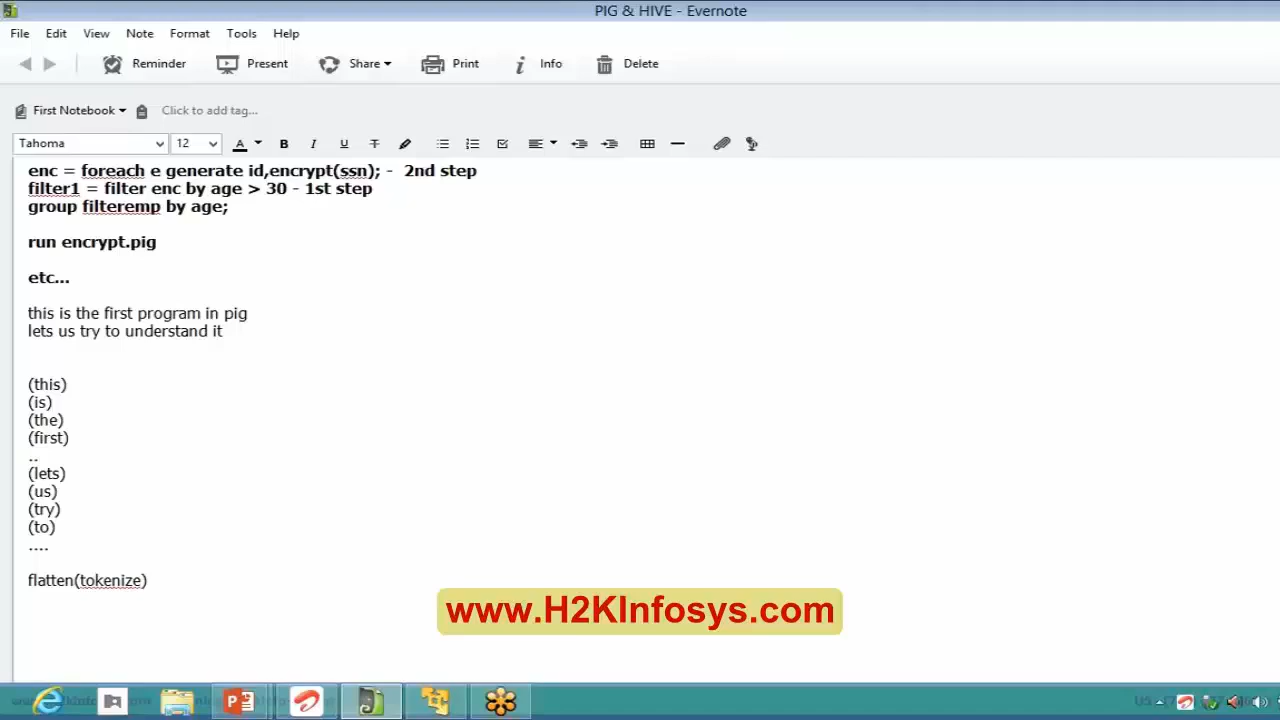 PIG & HIVE - Evernote
File Edit View Note Format Tools Help
Reminder Present Share Print Info Delete
First Notebook Click to add tag...
Tahoma 12 A B I U T
enc = foreach e generate id,encrypt(ssn); - 2nd step
filter1 = filter enc by age > 30 - 1st step
group filteremp by age;
run encrypt.pig
etc...
this is the first program in pig
lets us try to understand it
(this)
(is)
(the)
(first)
..
(lets)
(us)
(try)
(to)
....
flatten(tokenize)
www.H2KInfosys.com